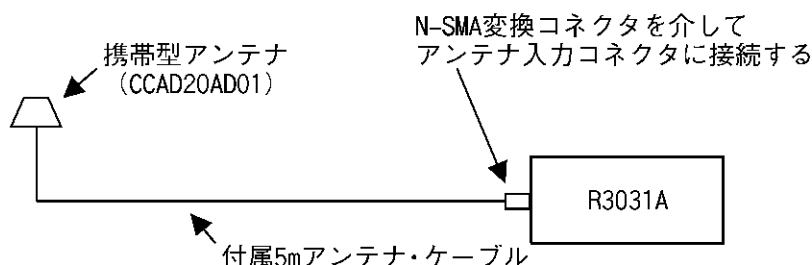 N-SMA変換コネクタを介して
アンテナ入力コネクタに接続する
携帯型アンテナ
(CCAD20AD01)
R3031A
付属5mアンテナ・ケーブル